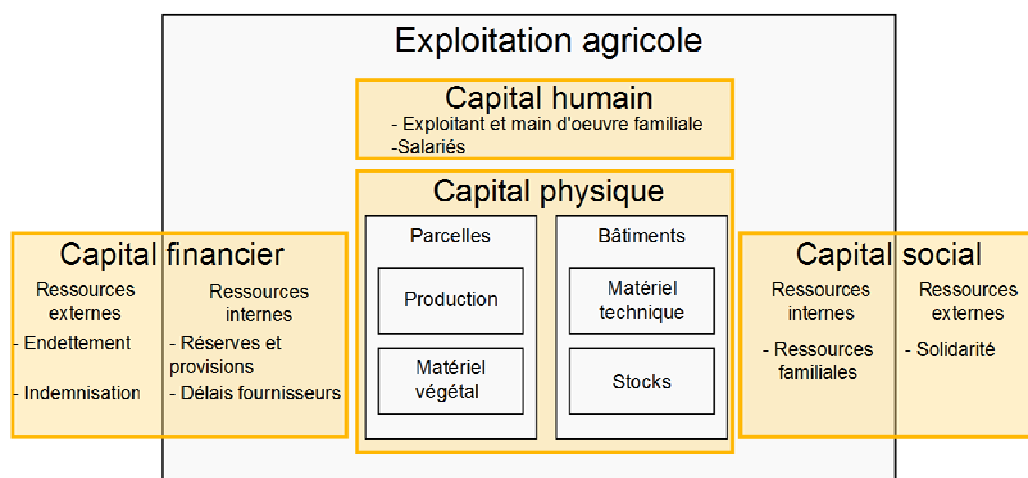 Exploitation agricole
Capital humain
- Exploitant et main d'oeuvre familiale
-Salariés
Capital physique
Parcelles
Production
Matériel
végétal
Bâtiments
Matériel
technique
Stocks
Capital financier
Ressources
externes
- Endettement
- Indemnisation
Ressources
internes
- Réserves et
provisions
- Délais fournisseurs
Capital social
Ressources
internes
- Ressources
familiales
Ressources
externes
- Solidarité